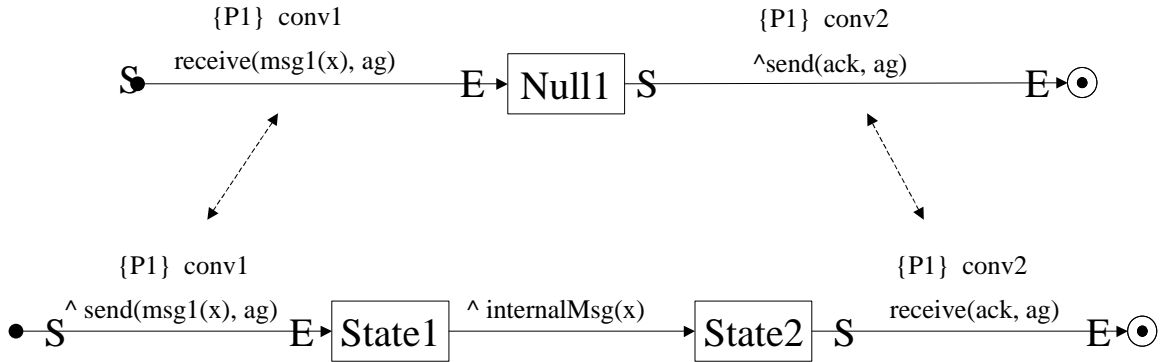 {P1} conv1
{P1} conv2
receive(msg1(x), ag)
^send(ack, ag)
S E Null1 S E
{P1} conv1
{P1} conv2
^ send(msg1(x), ag)
^ internalMsg(x)
receive(ack, ag)
S E State1 State2 S E